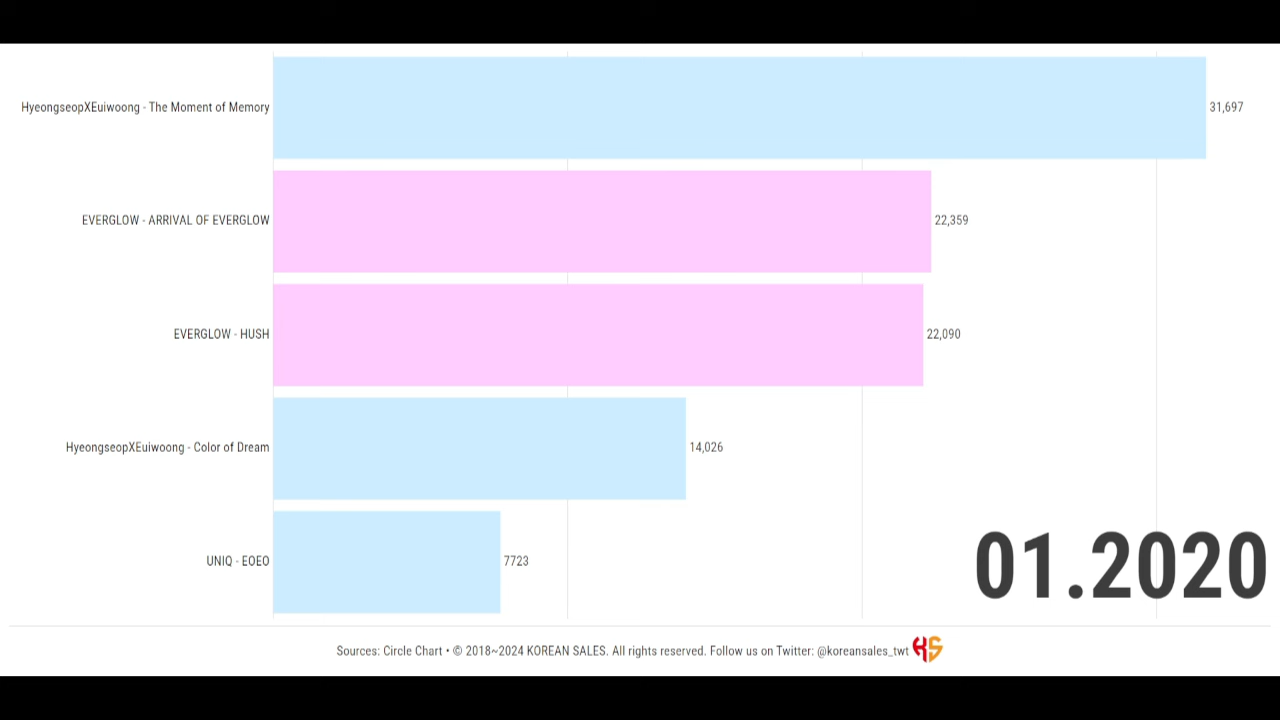 HyeongseopXEuiwoong - The Moment of Memory 31,697
EVERGLOW - ARRIVAL OF EVERGLOW 22,359
EVERGLOW - HUSH 22,090
HyeongseopXEuiwoong - Color of Dream 14,026
UNIQ - EOEO 7723
01.2020
Sources: Circle Chart • © 2018~2024 KOREAN SALES. All rights reserved. Follow us on Twitter: @koreansales_twt KS